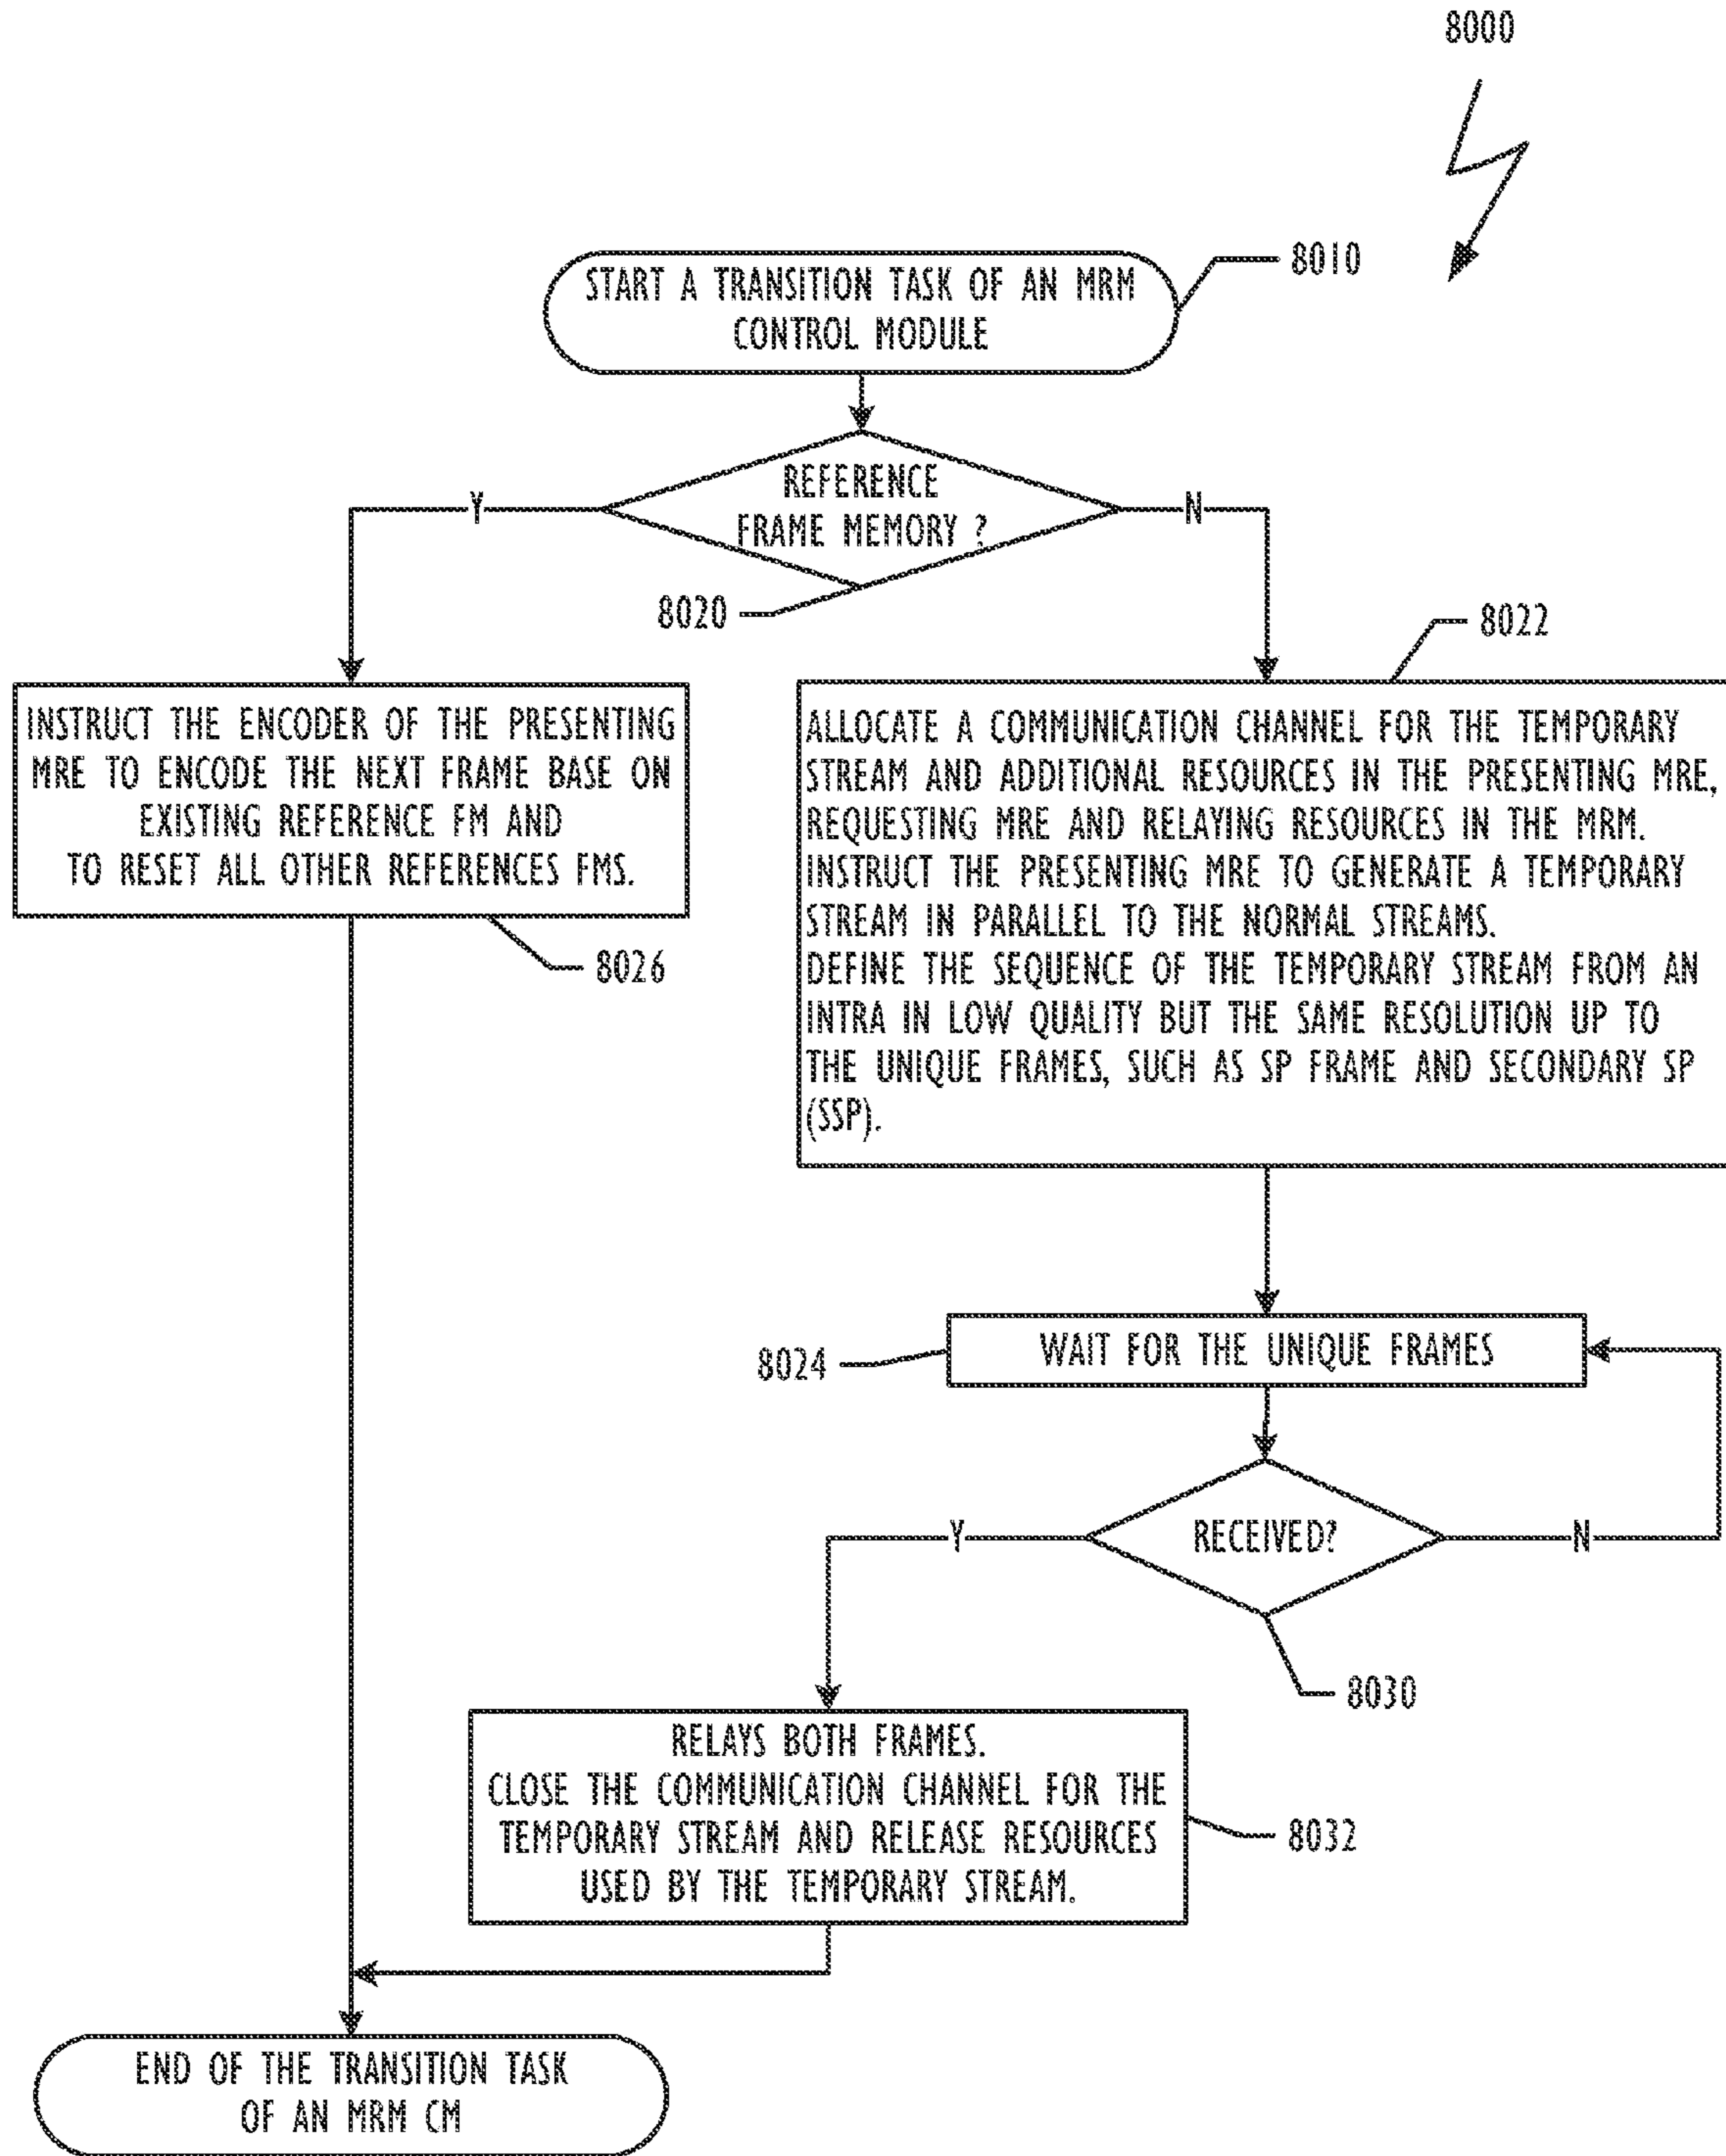 8000
START A TRANSITION TASK OF AN MRM
CONTROL MODULE
8010
REFERENCE
FRAME MEMORY ?
Y
N
8020
8022
INSTRUCT THE ENCODER OF THE PRESENTING
MRE TO ENCODE THE NEXT FRAME BASE ON
EXISTING REFERENCE FM AND
TO RESET ALL OTHER REFERENCES FMS.
8026
ALLOCATE A COMMUNICATION CHANNEL FOR THE TEMPORARY
STREAM AND ADDITIONAL RESOURCES IN THE PRESENTING MRE,
REQUESTING MRE AND RELAYING RESOURCES IN THE MRM.
INSTRUCT THE PRESENTING MRE TO GENERATE A TEMPORARY
STREAM IN PARALLEL TO THE NORMAL STREAMS.
DEFINE THE SEQUENCE OF THE TEMPORARY STREAM FROM AN
INTRA IN LOW QUALITY BUT THE SAME RESOLUTION UP TO
THE UNIQUE FRAMES, SUCH AS SP FRAME AND SECONDARY SP
(SSP).
WAIT FOR THE UNIQUE FRAMES
8024
RECEIVED?
Y
N
8030
RELAYS BOTH FRAMES.
CLOSE THE COMMUNICATION CHANNEL FOR THE
TEMPORARY STREAM AND RELEASE RESOURCES
USED BY THE TEMPORARY STREAM.
8032
END OF THE TRANSITION TASK
OF AN MRM CM